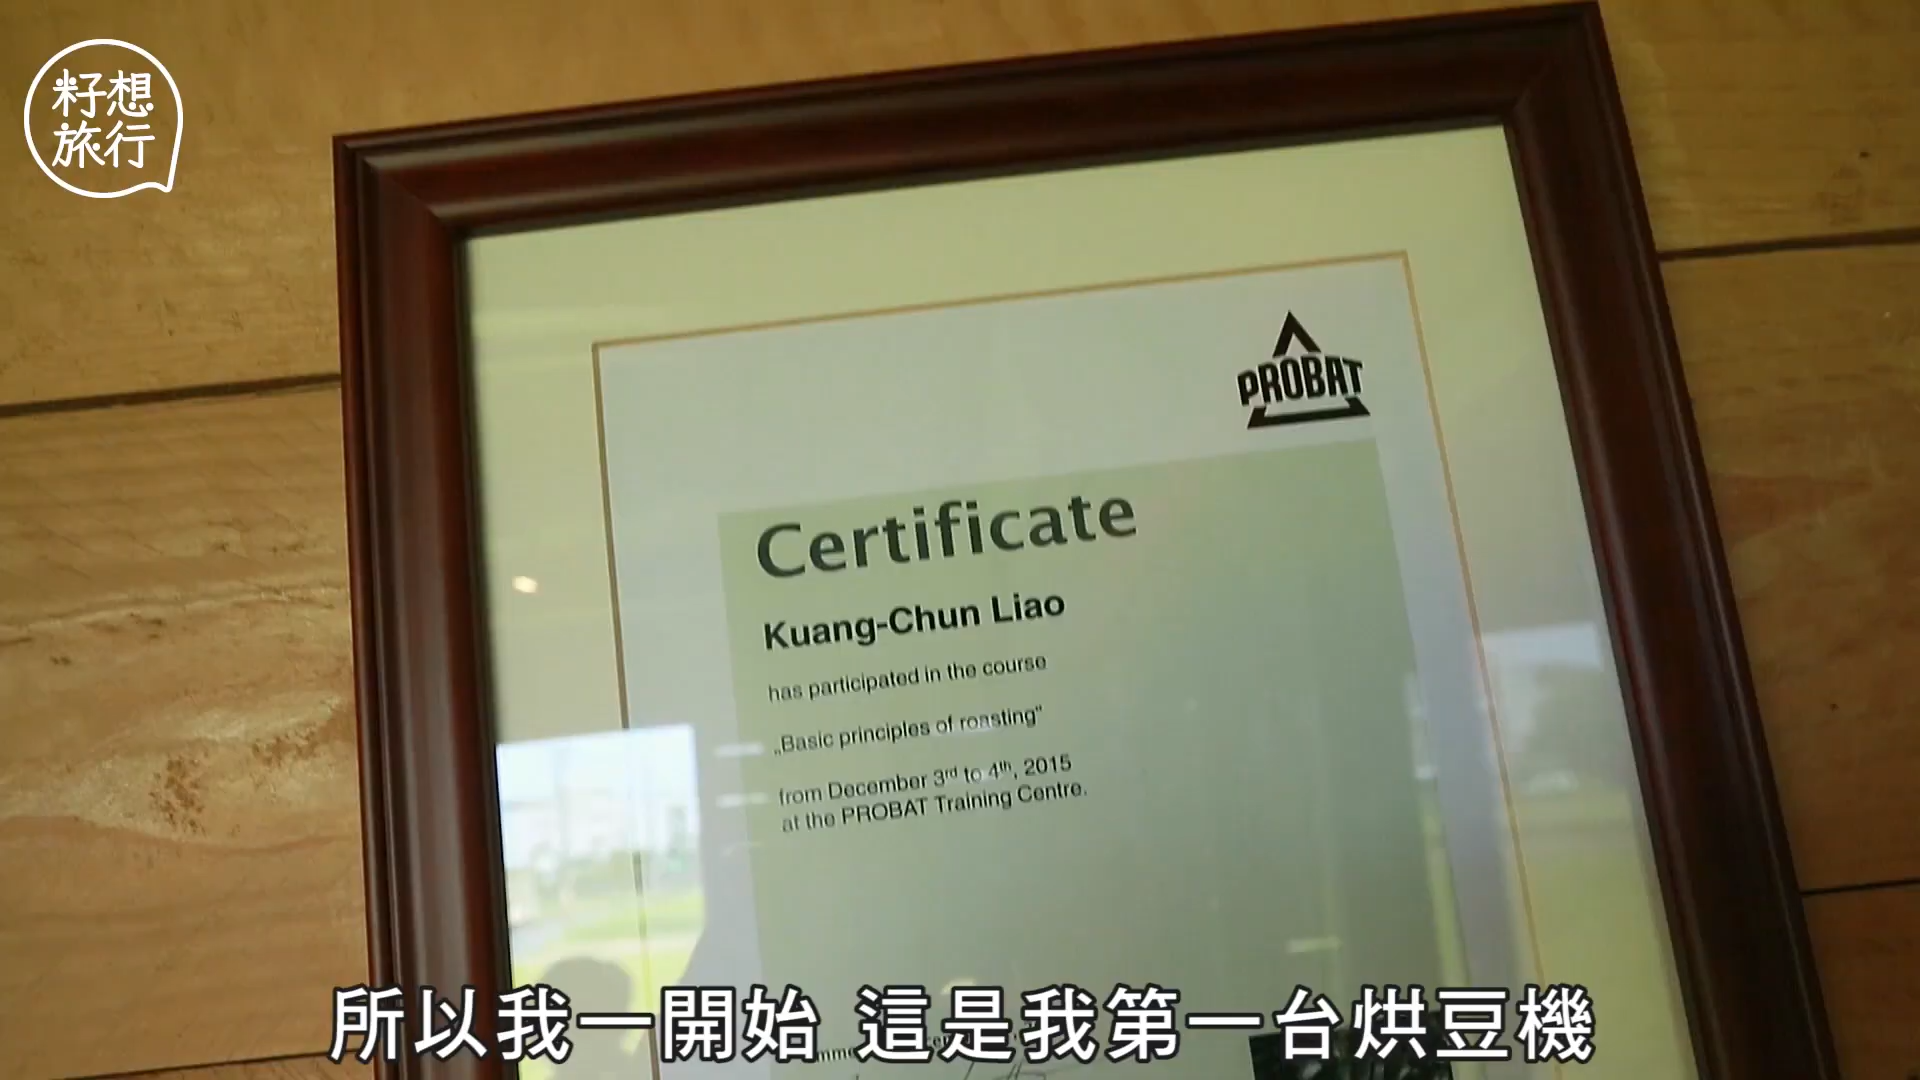 籽想
旅行
PROBAT
Certificate
Kuang-Chun Liao
has participated in the course
„Basic principles of roasting"
from December 3rd to 4th, 2015
at the PROBAT Training Centre.
所以我一開始 這是我第一台烘豆機